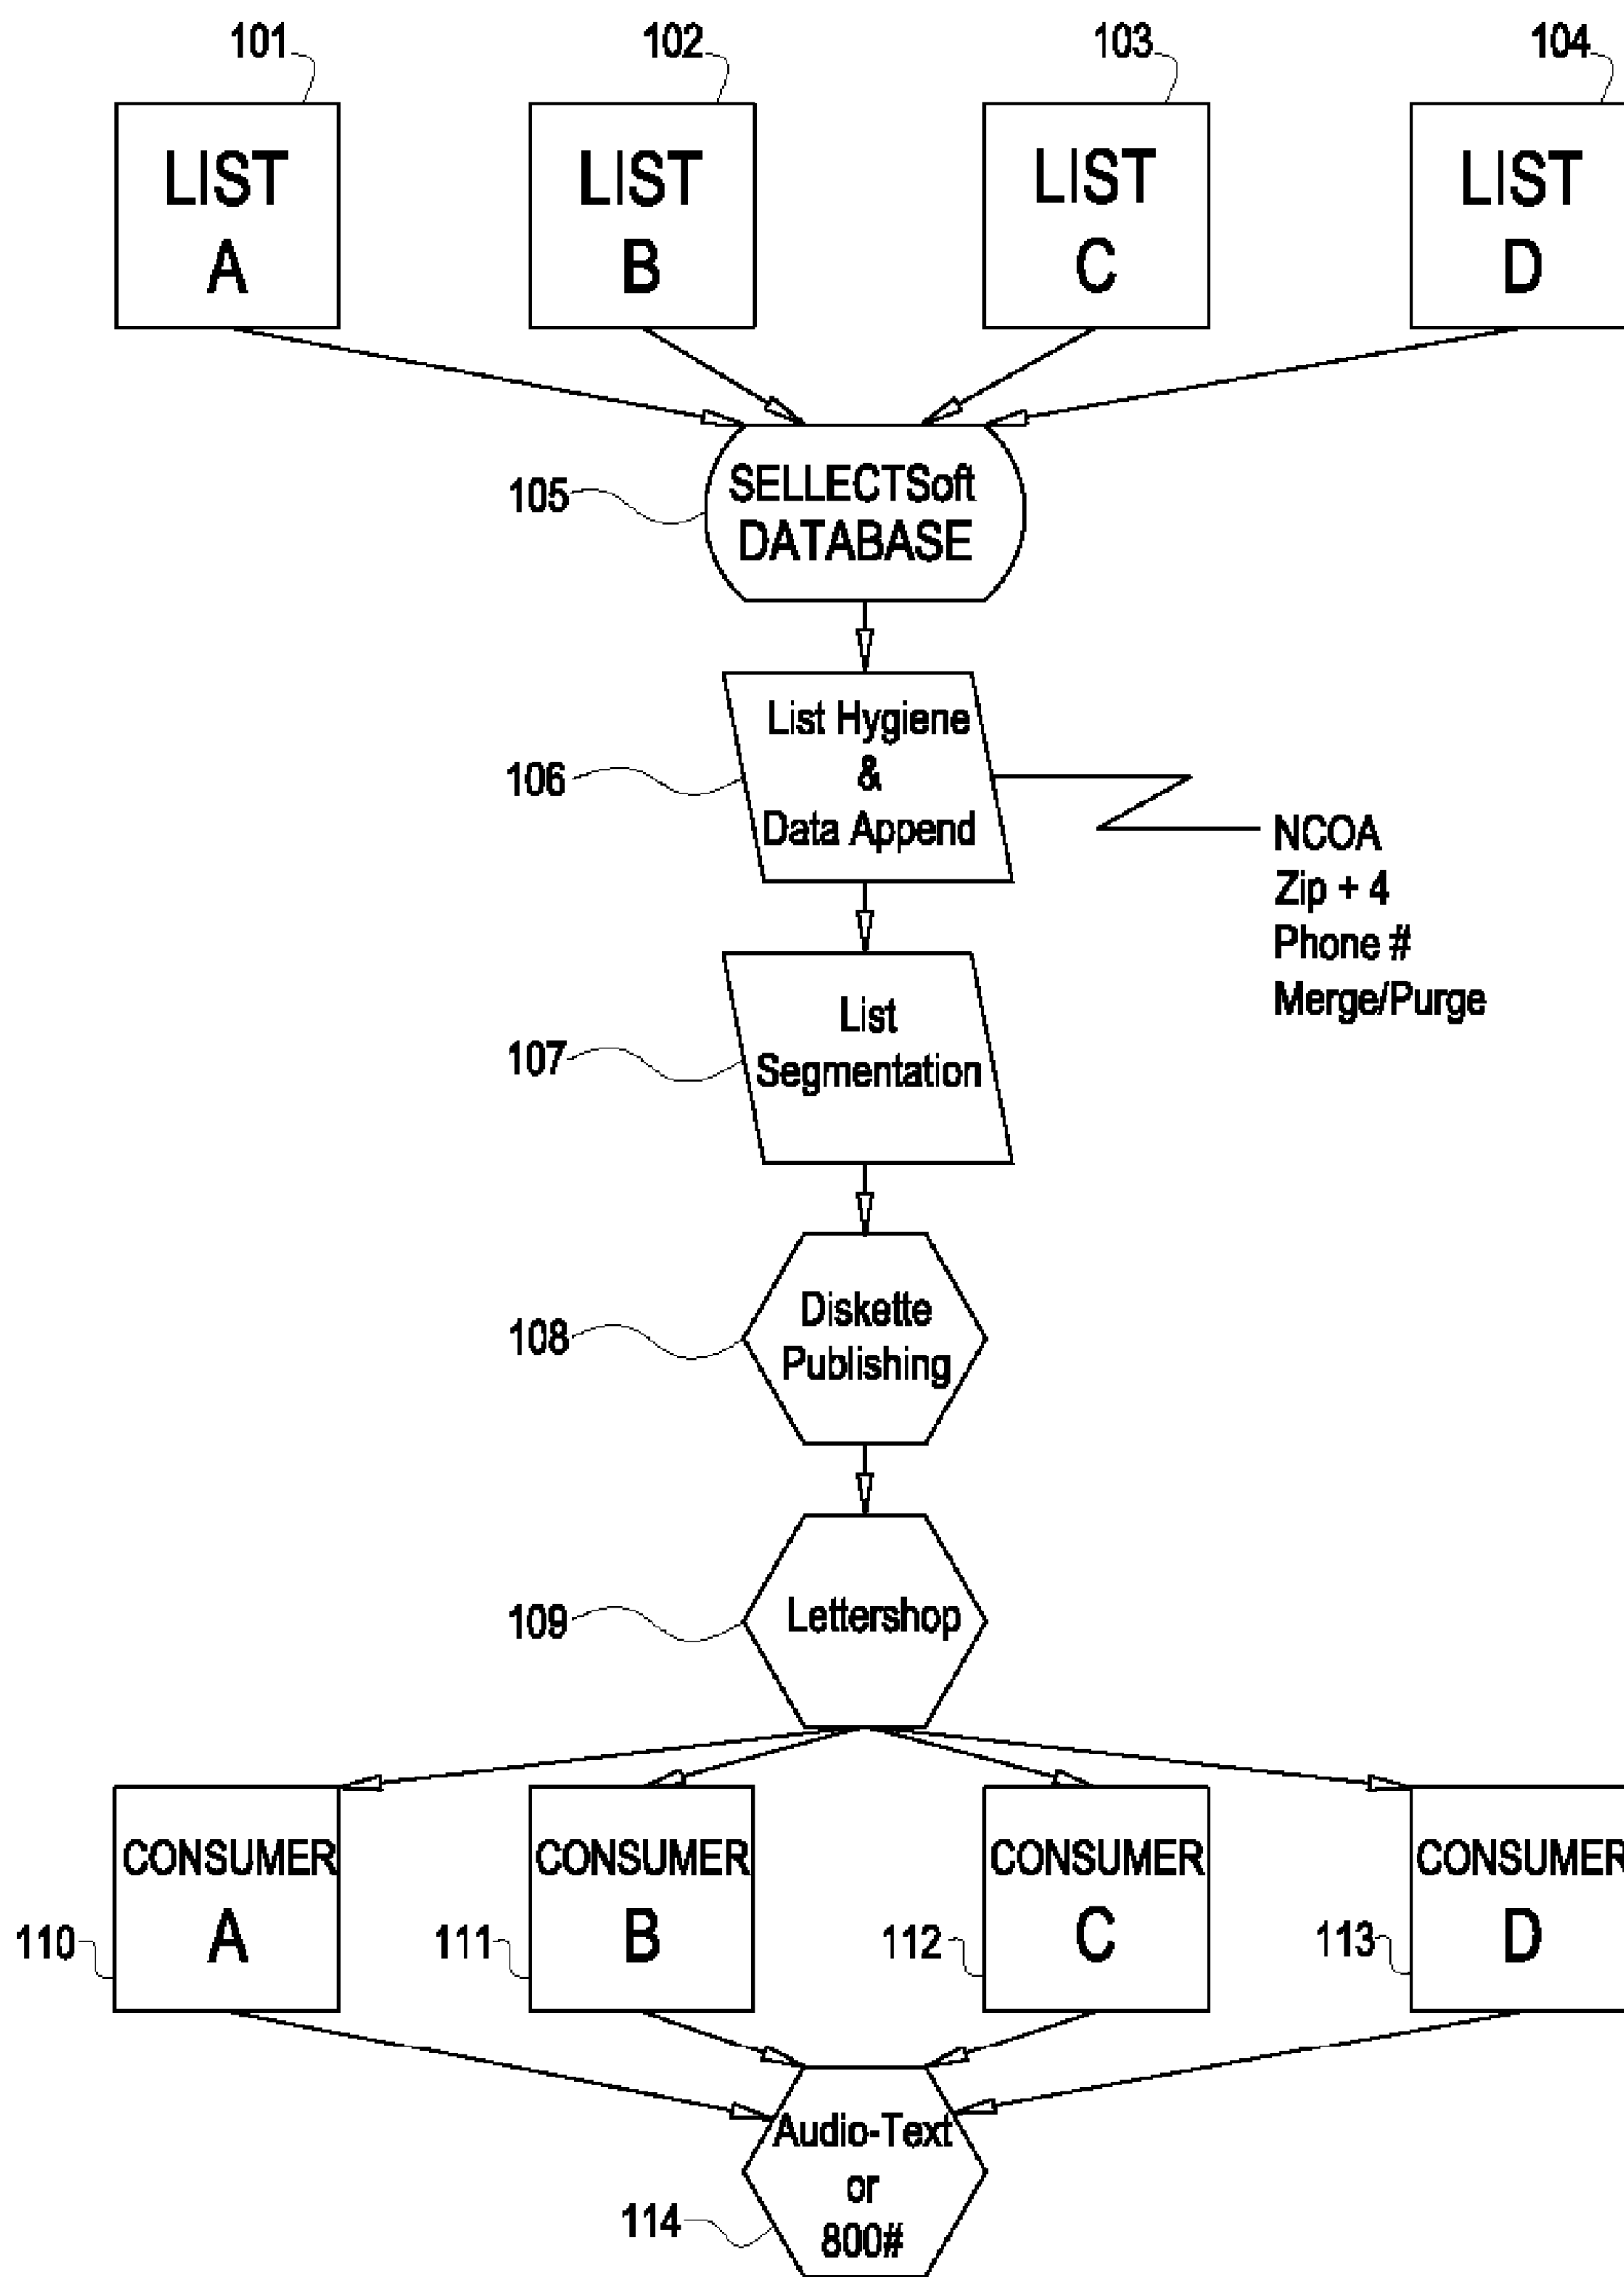 101 102 103 104
LIST LIST LIST LIST
A B C D
105
SELLECTSoft
DATABASE
106
List Hygiene
&
Data Append
NCOA
Zip + 4
Phone #
Merge/Purge
107
List
Segmentation
108
Diskette
Publishing
109
Lettershop
CONSUMER CONSUMER CONSUMER CONSUMER
A B C D
110 111 112 113
Audio-Text
or
800#
114